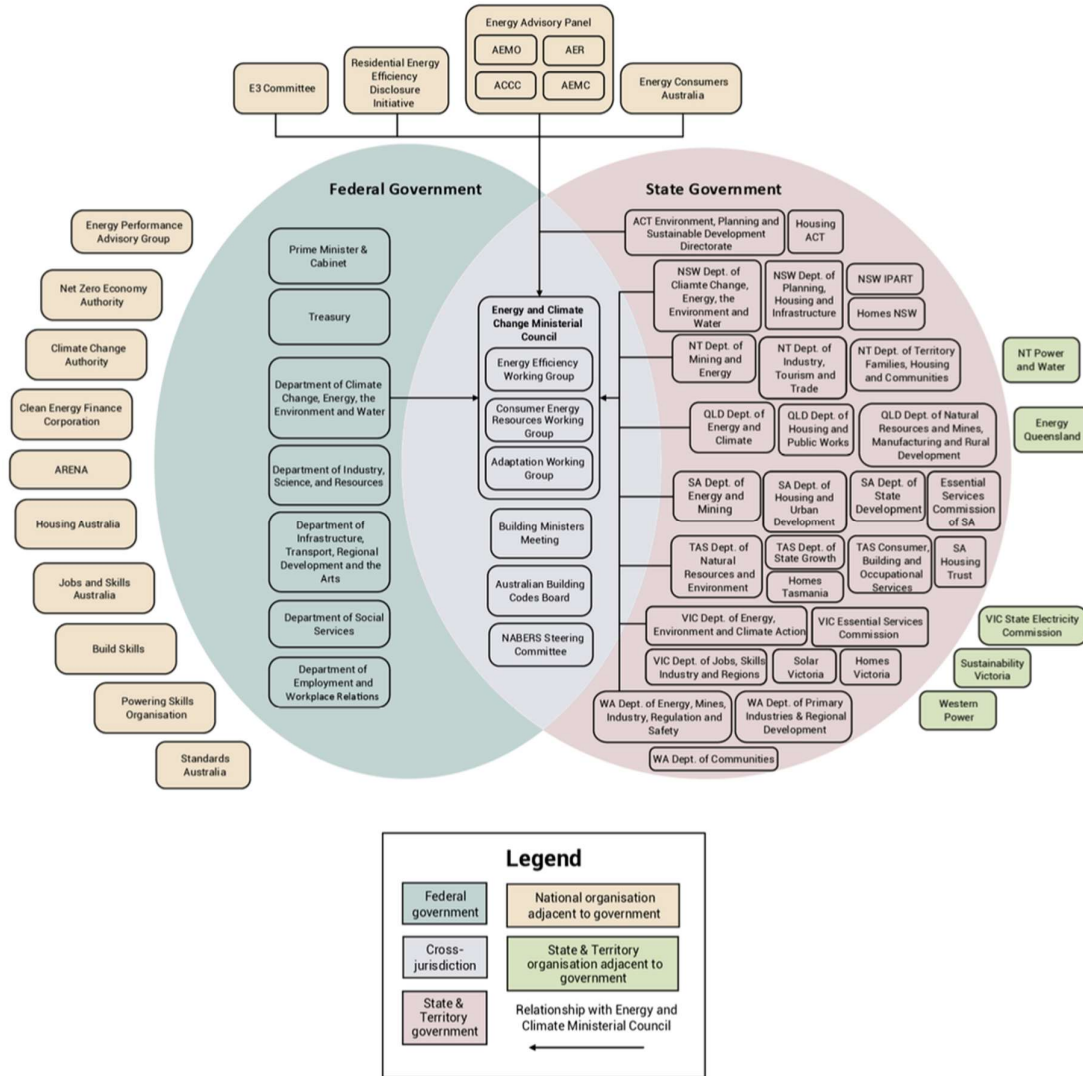 Energy Advisory Panel
AEMO
AER
ACCC
AEMC
E3 Committee
Residential Energy
Efficiency
Disclosure
Initiative
Energy Consumers
Australia
Federal Government
State Government
Energy Performance
Advisory Group
Net Zero Economy
Authority
Climate Change
Authority
Clean Energy Finance
Corporation
ARENA
Housing Australia
Jobs and Skills
Australia
Build Skills
Powering Skills
Organisation
Standards
Australia
Prime Minister &
Cabinet
Treasury
Department of Climate
Change, Energy, the
Environment and Water
Department of Industry,
Science, and Resources
Department of
Infrastructure,
Transport, Regional
Development and the
Arts
Department of Social
Services
Department of
Employment and
Workplace Relations
Energy and Climate
Change Ministerial
Council
Energy Efficiency
Working Group
Consumer Energy
Resources Working
Group
Adaptation Working
Group
Building Ministers
Meeting
Australian Building
Codes Board
NABERS Steering
Committee
ACT Environment, Planning and
Sustainable Development
Directorate
Housing
ACT
NSW Dept. of
Cliamte Change,
Energy, the
Environment and
Water
NSW Dept. of
Planning,
Housing and
Infrastructure
NSW IPART
Homes NSW
NT Dept. of
Mining and
Energy
NT Dept. of
Industry,
Tourism and
Trade
NT Dept. of Territory
Families, Housing
and Communities
QLD Dept. of
Energy and
Climate
QLD Dept. of
Housing and
Public Works
QLD Dept. of Natural
Resources and Mines,
Manufacturing and Rural
Development
SA Dept. of
Energy and
Mining
SA Dept. of
Housing and
Urban
Development
SA Dept. of
State
Development
Essential
Services
Commission
of SA
TAS Dept. of
Natural
Resources and
Environment
TAS Dept. of
State Growth
Homes
Tasmania
TAS Consumer,
Building and
Occupational
Services
SA
Housing
Trust
VIC Dept. of Energy,
Environment and Climate Action
VIC Essential Services
Commission
VIC Dept. of Jobs, Skills
Industry and Regions
Solar
Victoria
Homes
Victoria
WA Dept. of Energy, Mines,
Industry, Regulation and
Safety
WA Dept. of Primary
Industries & Regional
Development
WA Dept. of Communities
NT Power
and Water
Energy
Queensland
VIC State Electricity
Commission
Sustainability
Victoria
Western
Power
Legend
Federal
government
National organisation
adjacent to government
Cross-
jurisdiction
State & Territory
organisation adjacent to
government
State &
Territory
government
Relationship with Energy and
Climate Ministerial Council